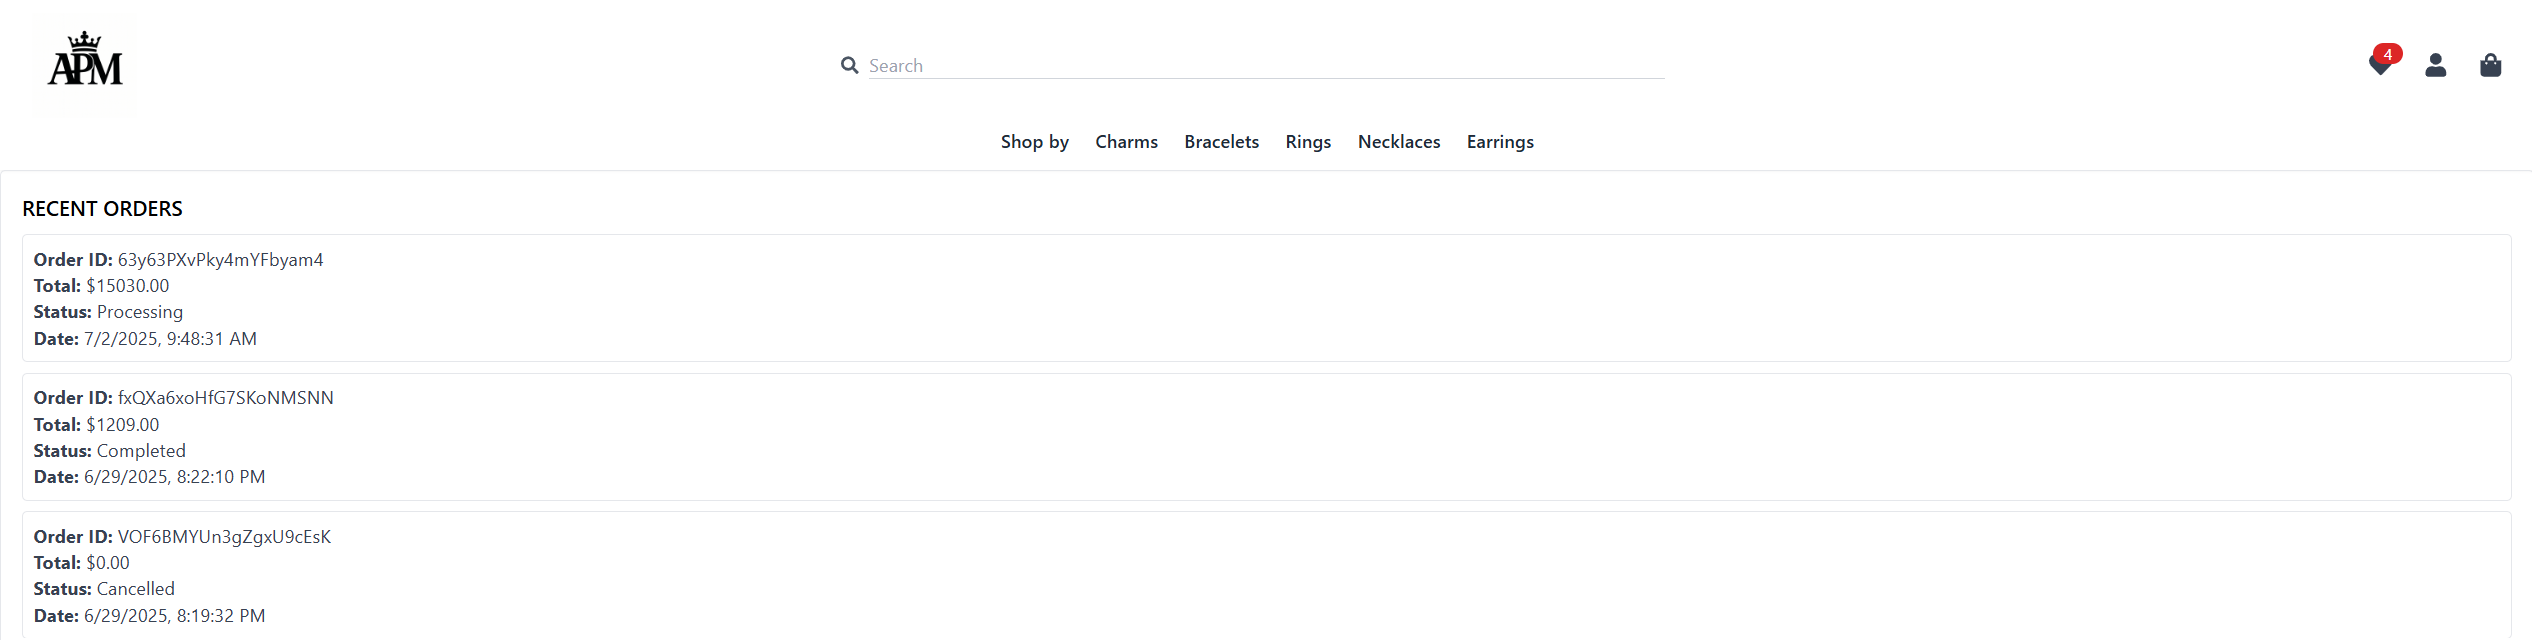 APM
Search
4
Shop by Charms Bracelets Rings Necklaces Earrings
RECENT ORDERS
Order ID: 63y63PXvPky4mYFbyam4
Total: $15030.00
Status: Processing
Date: 7/2/2025, 9:48:31 AM
Order ID: fxQXa6xoHfG7SKoNMSNN
Total: $1209.00
Status: Completed
Date: 6/29/2025, 8:22:10 PM
Order ID: VOF6BMYUn3gZgxU9cEsK
Total: $0.00
Status: Cancelled
Date: 6/29/2025, 8:19:32 PM